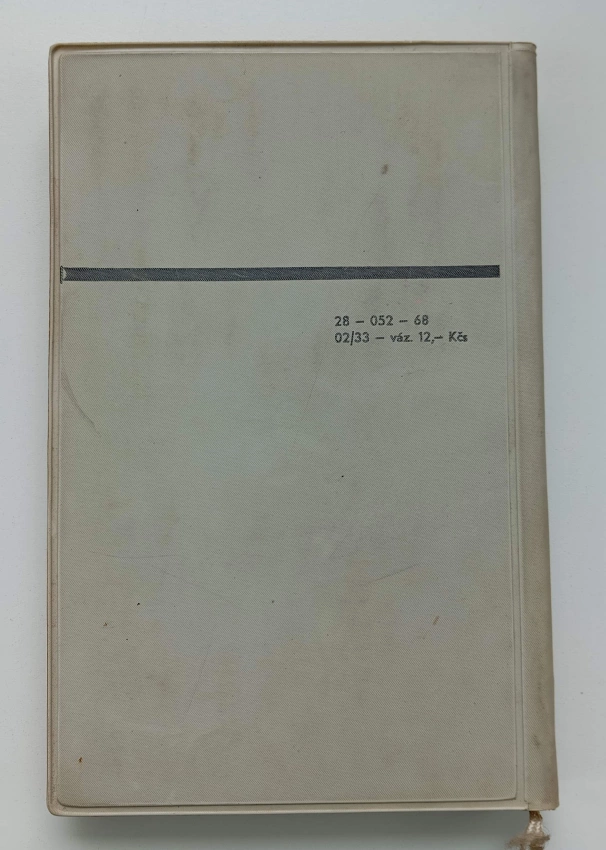 28 – 052 – 68
02/33 – váz. 12,– Kčs